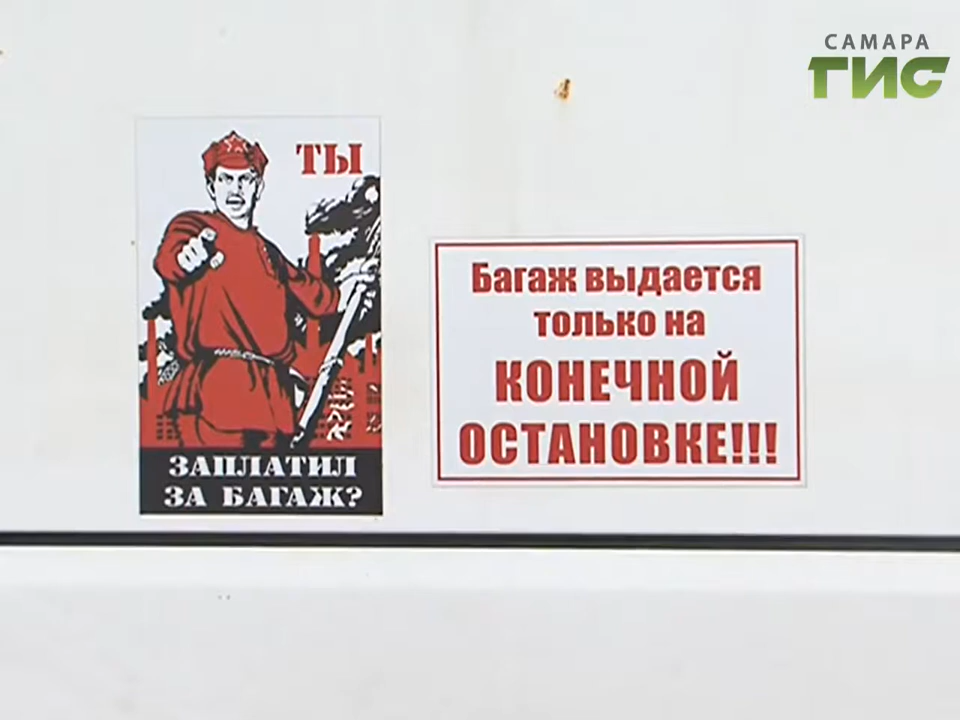 САМАРА
ГИС
ТЫ
ЗАПЛАТИЛ
ЗА БАГАЖ?
Багаж выдается
только на
КОНЕЧНОЙ
ОСТАНОВКЕ!!!